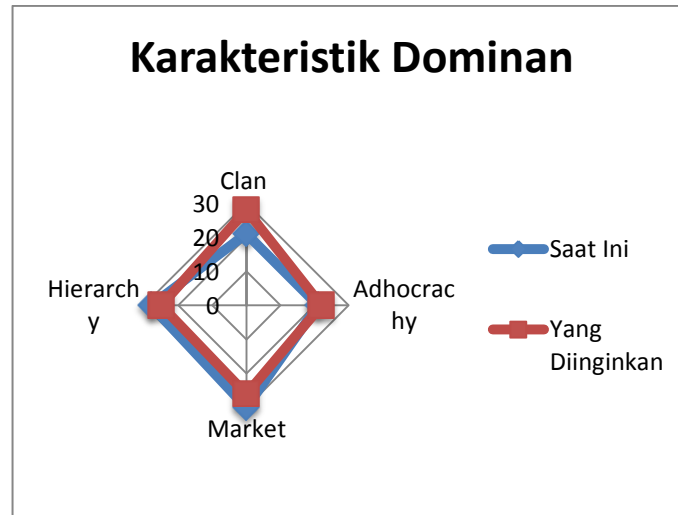 Karakteristik Dominan
Clan
30
20
10
0
Hierarch
y
Adhocrac
hy
Market
Saat Ini
Yang
Diinginkan